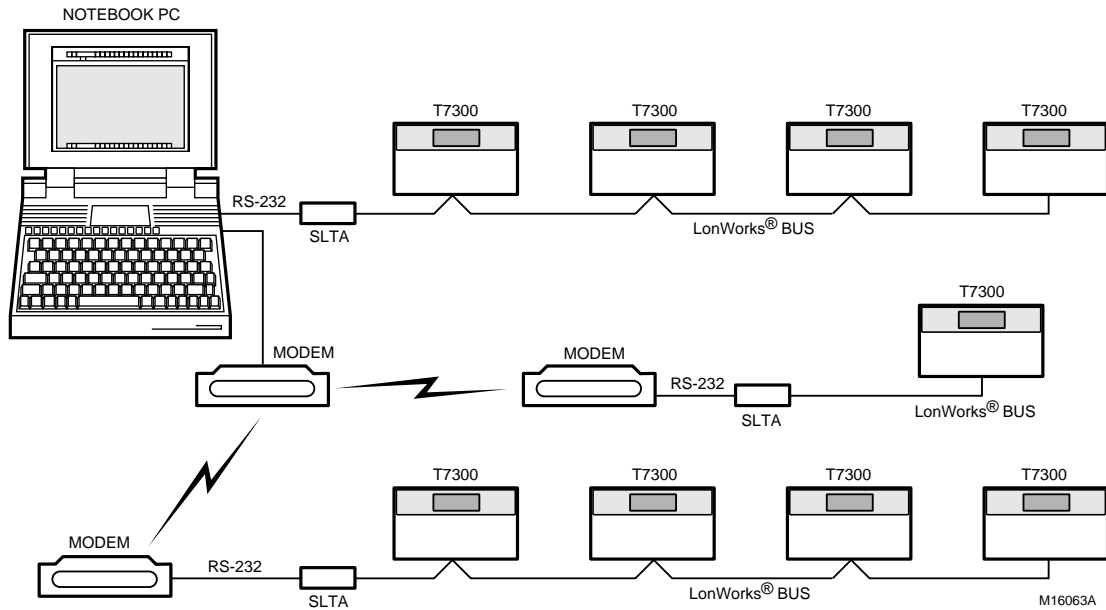 NOTEBOOK PC
T7300
T7300
T7300
T7300
RS-232
SLTA
LonWorks® BUS
T7300
MODEM
MODEM
RS-232
SLTA
LonWorks® BUS
T7300
T7300
T7300
T7300
MODEM
RS-232
SLTA
LonWorks® BUS
M16063A